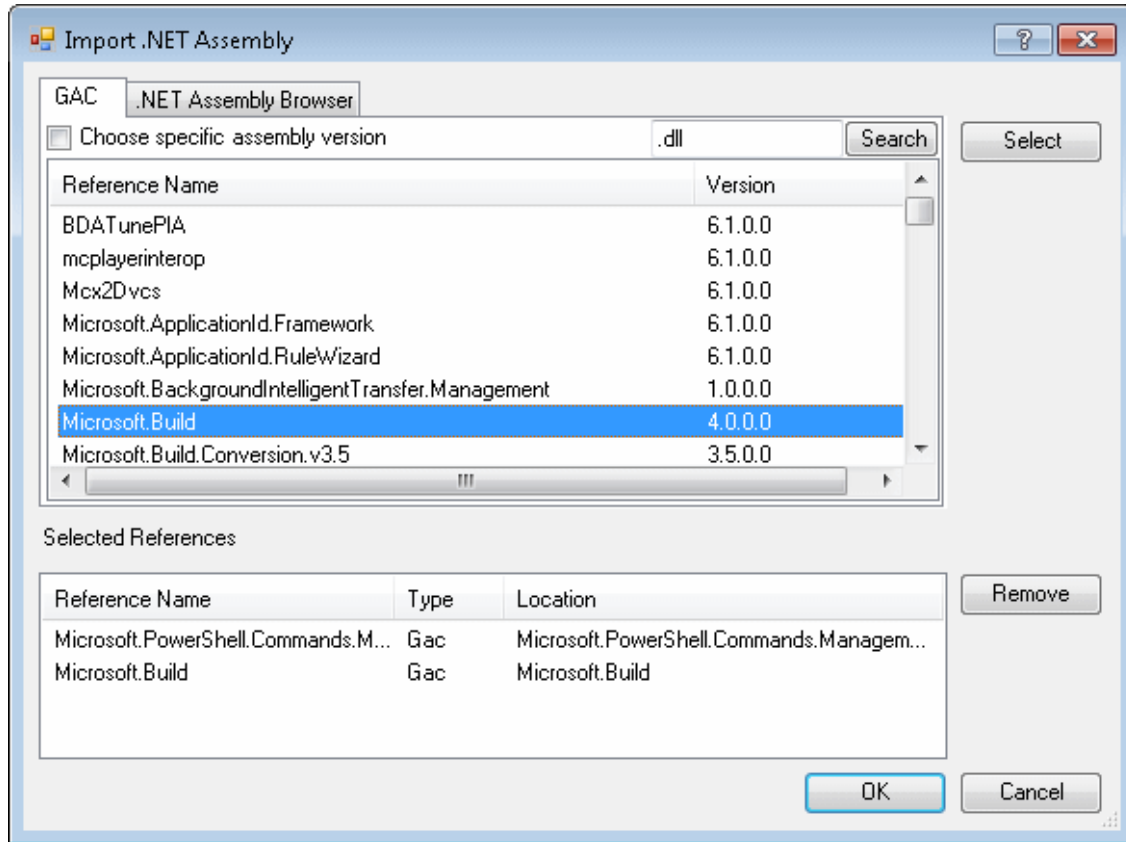 Import .NET Assembly
GAC .NET Assembly Browser
Choose specific assembly version .dll Search Select
Reference Name Version
BDATunePIA 6.1.0.0
mcplayerinterop 6.1.0.0
Mcx2Dvcs 6.1.0.0
Microsoft.ApplicationId.Framework 6.1.0.0
Microsoft.ApplicationId.RuleWizard 6.1.0.0
Microsoft.BackgroundIntelligentTransfer.Management 1.0.0.0
Microsoft.Build 4.0.0.0
Microsoft.Build.Conversion.v3.5 3.5.0.0
Selected References
Reference Name Type Location Remove
Microsoft.PowerShell.Commands.M... Gac Microsoft.PowerShell.Commands.Managem...
Microsoft.Build Gac Microsoft.Build
OK Cancel